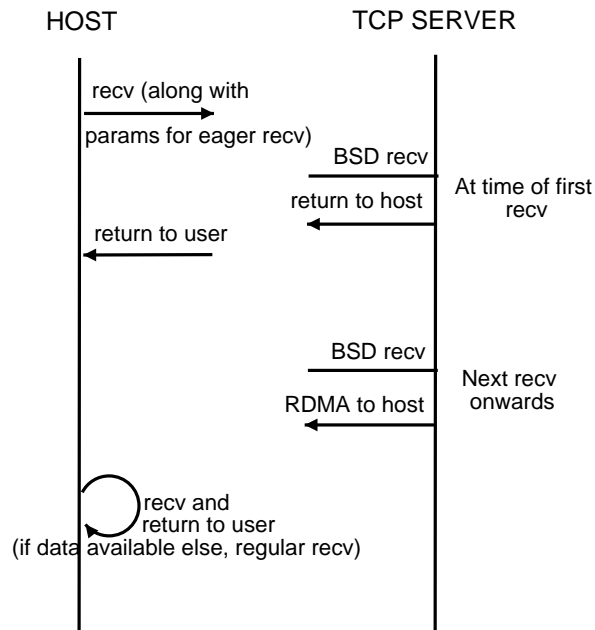 HOST
TCP SERVER
recv (along with
params for eager recv)
BSD recv
At time of first
recv
return to host
return to user
BSD recv
Next recv
onwards
RDMA to host
recv and
return to user
(if data available else, regular recv)